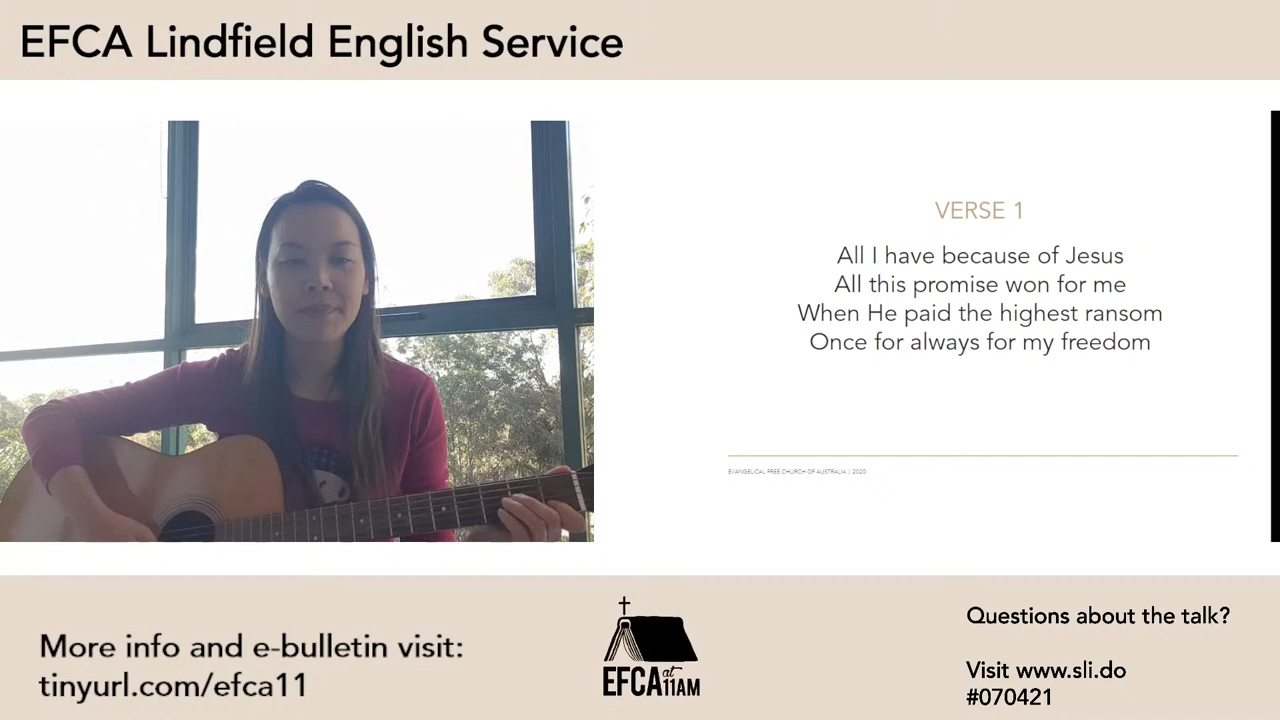 EFCA Lindfield English Service
VERSE 1
All I have because of Jesus
All this promise won for me
When He paid the highest ransom
Once for always for my freedom
EVANGELICAL FREE CHURCH OF AUSTRALIA | 2020
More info and e-bulletin visit:
tinyurl.com/efca11
EFCA at 11AM
Questions about the talk?
Visit www.sli.do
#070421